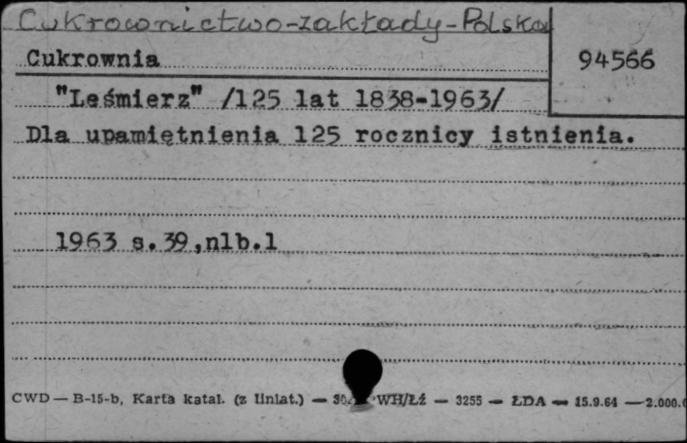 Cukrownictwo-zakłady-Polska
Cukrownia
94566
"Leśmierz" /125 lat 1838-1963/
Dla upamiętnienia 125 rocznicy istnienia.
1963 s.39,nlb.1
CWD — B-15-b, Karta katal. (z liniat.) — WH/Łź — 3255 — ŁDA — 15.9.64 — 2.000.